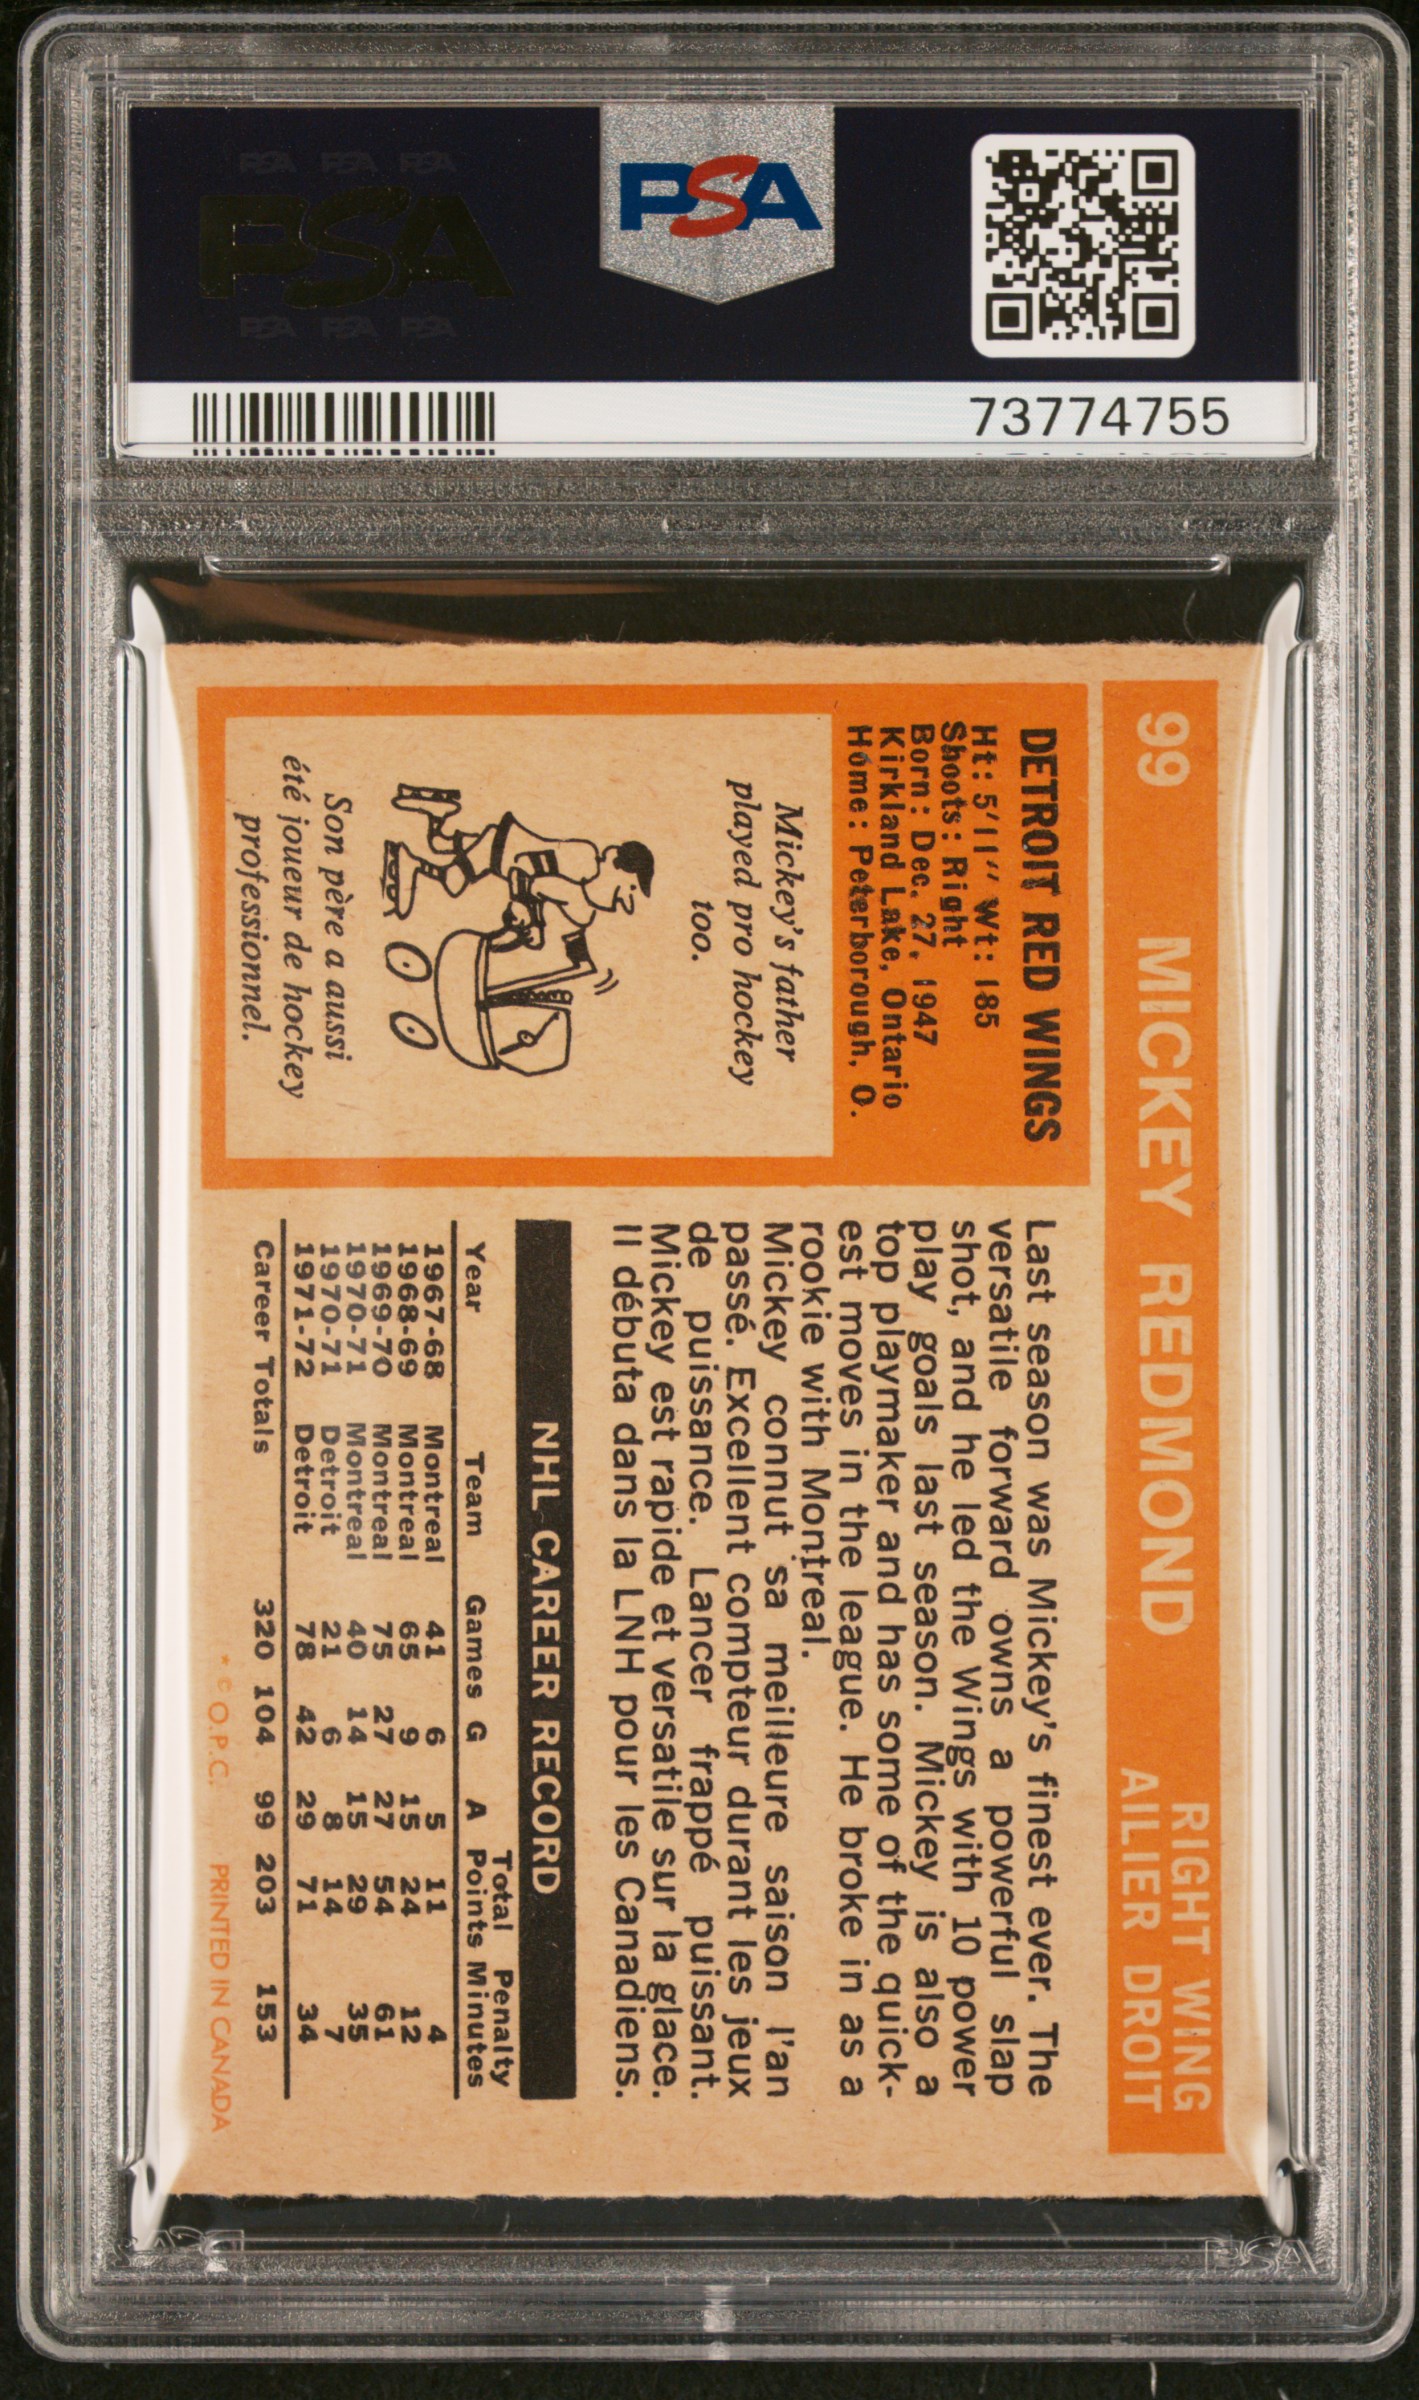 PSA PSA PSA
PSA
PSA PSA PSA
PSA
73774755
99 MICKEY REDMOND
RIGHT WING
AILIER DROIT
DETROIT RED WINGS
Ht: 5'11" Wt: 185
Shoots: Right
Born: Dec. 27, 1947
Kirkland Lake, Ontario
Home: Peterborough, O.
Mickey's father
played pro hockey
too.
Son père a aussi
été joueur de hockey
professionnel.
Last season was Mickey's finest ever. The
versatile forward owns a powerful slap
shot, and he led the Wings with 10 power
play goals last season. Mickey is also a
top playmaker and has some of the quick-
est moves in the league. He broke in as a
rookie with Montreal.
Mickey connut sa meilleure saison l'an
passé. Excellent compteur durant les jeux
de puissance. Lancer frappé puissant.
Mickey est rapide et versatile sur la glace.
Il débuta dans la LNH pour les Canadiens.
NHL CAREER RECORD
Total Penalty
Year Team Games G A Points Minutes
1967-68 Montreal 41 6 5 11 4
1968-69 Montreal 65 9 15 24 12
1969-70 Montreal 75 27 27 54 61
1970-71 Montreal 40 14 15 29 35
1970-71 Detroit 21 6 8 14 7
1971-72 Detroit 78 42 29 71 34
Career Totals 320 104 99 203 153
* © O.P.C. PRINTED IN CANADA
PSA
PSA